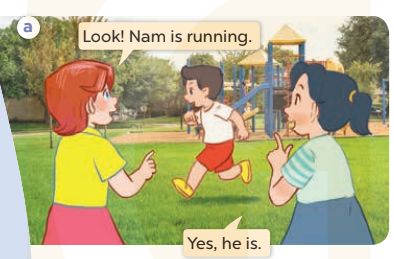 a
Look! Nam is running.
Yes, he is.